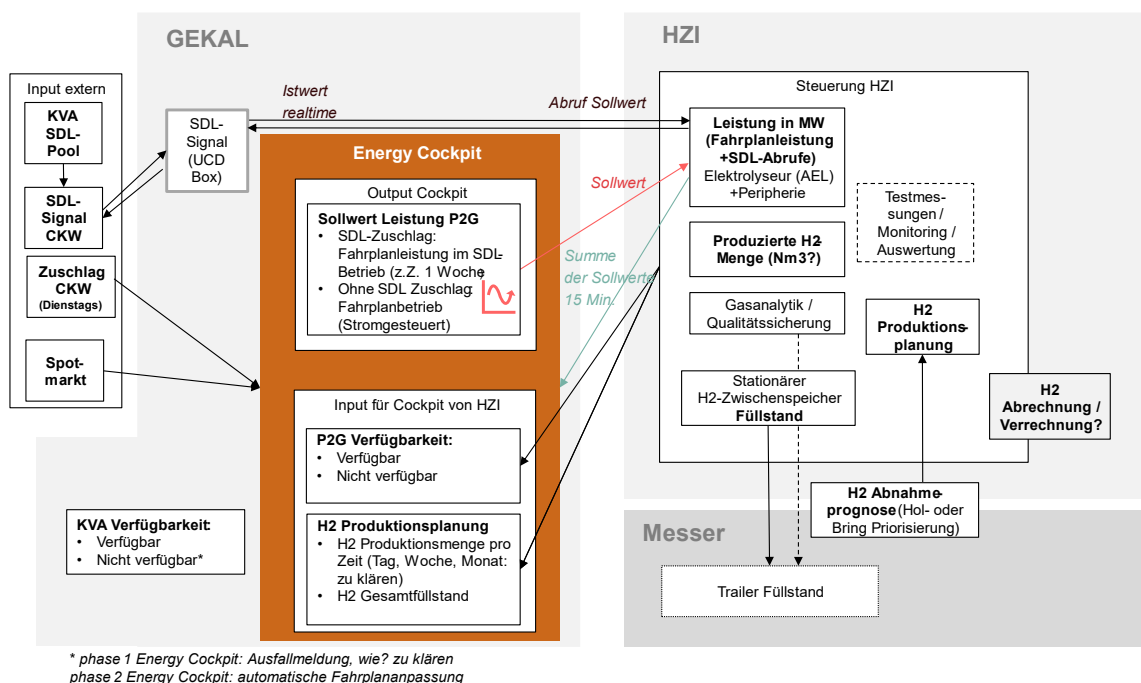 GEKAL
HZI
Input extern
KVA
SDL-
Pool
SDL-
Signal
CKW
Zuschlag
CKW
(Dienstags)
Spot-
markt
SDL-
Signal
(UCD
Box)
Istwert
realtime
Abruf Sollwert
Energy Cockpit
Output Cockpit
Sollwert Leistung P2G
• SDL-Zuschlag:
Fahrplanleistung im SDL-
Betrieb (z.Z. 1 Woche
• Ohne SDL Zuschlag:
Fahrplanbetrieb
(Stromgesteuert)
Sollwert
Summe
der Sollwerte
15 Min.
Input für Cockpit von HZI
P2G Verfügbarkeit:
• Verfügbar
• Nicht verfügbar
H2 Produktionsplanung
• H2 Produktionsmenge pro
Zeit (Tag, Woche, Monat:
zu klären)
• H2 Gesamtfüllstand
KVA Verfügbarkeit:
• Verfügbar
• Nicht verfügbar*
Steuerung HZI
Leistung in MW
(Fahrplanleistung
+SDL-Abrufe)
Elektrolyseur (AEL)
+Peripherie
Testmes-
sungen /
Monitoring /
Auswertung
Produzierte H2-
Menge (Nm3?)
Gasanalytik /
Qualitätssicherung
H2
Produktions-
planung
Stationärer
H2-Zwischenspeicher
Füllstand
H2
Abrechnung /
Verrechnung?
H2 Abnahme-
prognose (Hol- oder
Bring Priorisierung)
Messer
Trailer Füllstand
* phase 1 Energy Cockpit: Ausfallmeldung, wie? zu klären
phase 2 Energy Cockpit: automatische Fahrplananpassung